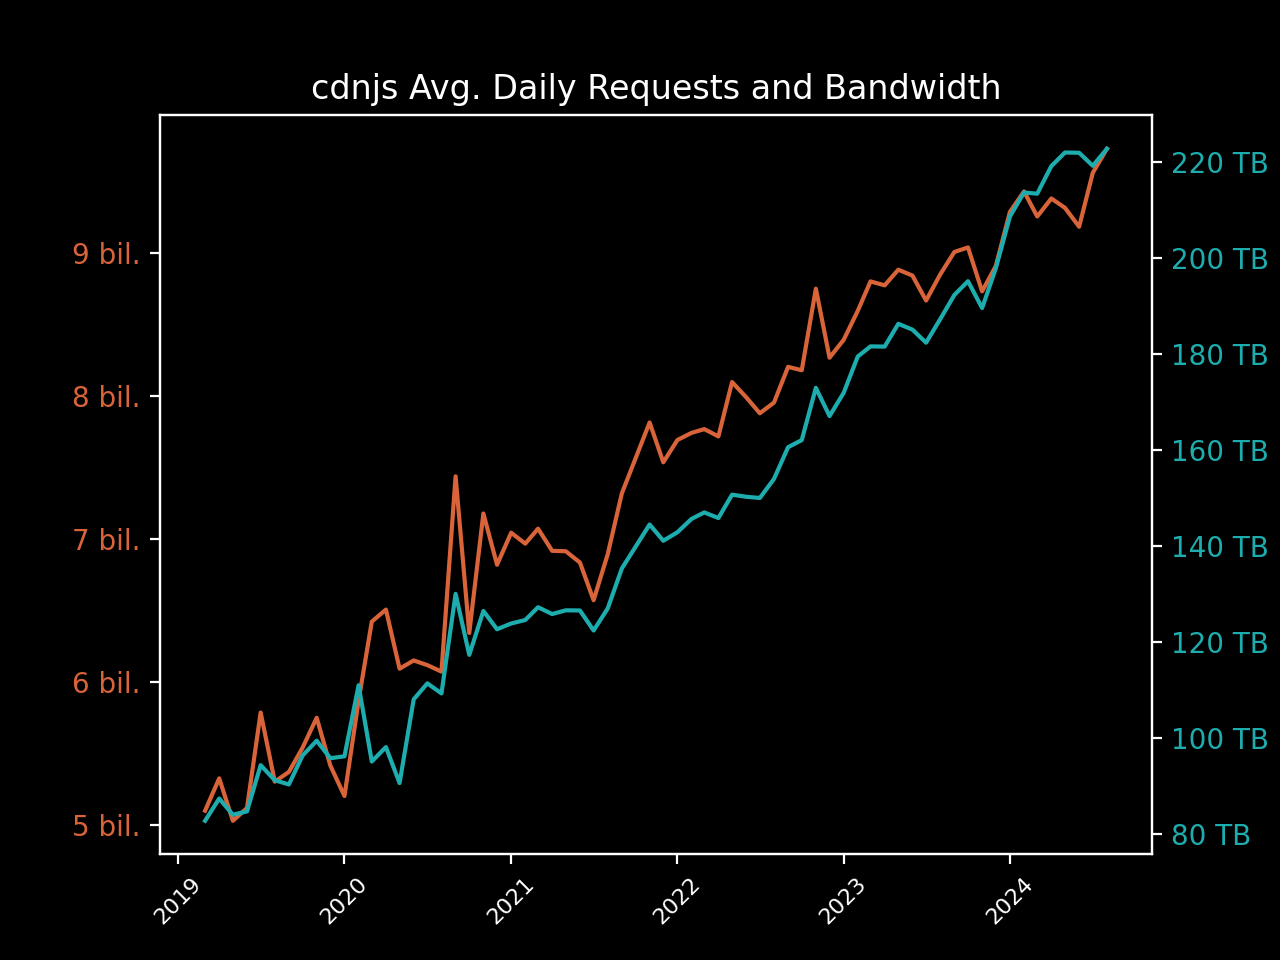 cdnjs Avg. Daily Requests and Bandwidth
9 bil.
8 bil.
7 bil.
6 bil.
5 bil.
220 TB
200 TB
180 TB
160 TB
140 TB
120 TB
100 TB
80 TB
2019
2020
2021
2022
2023
2024